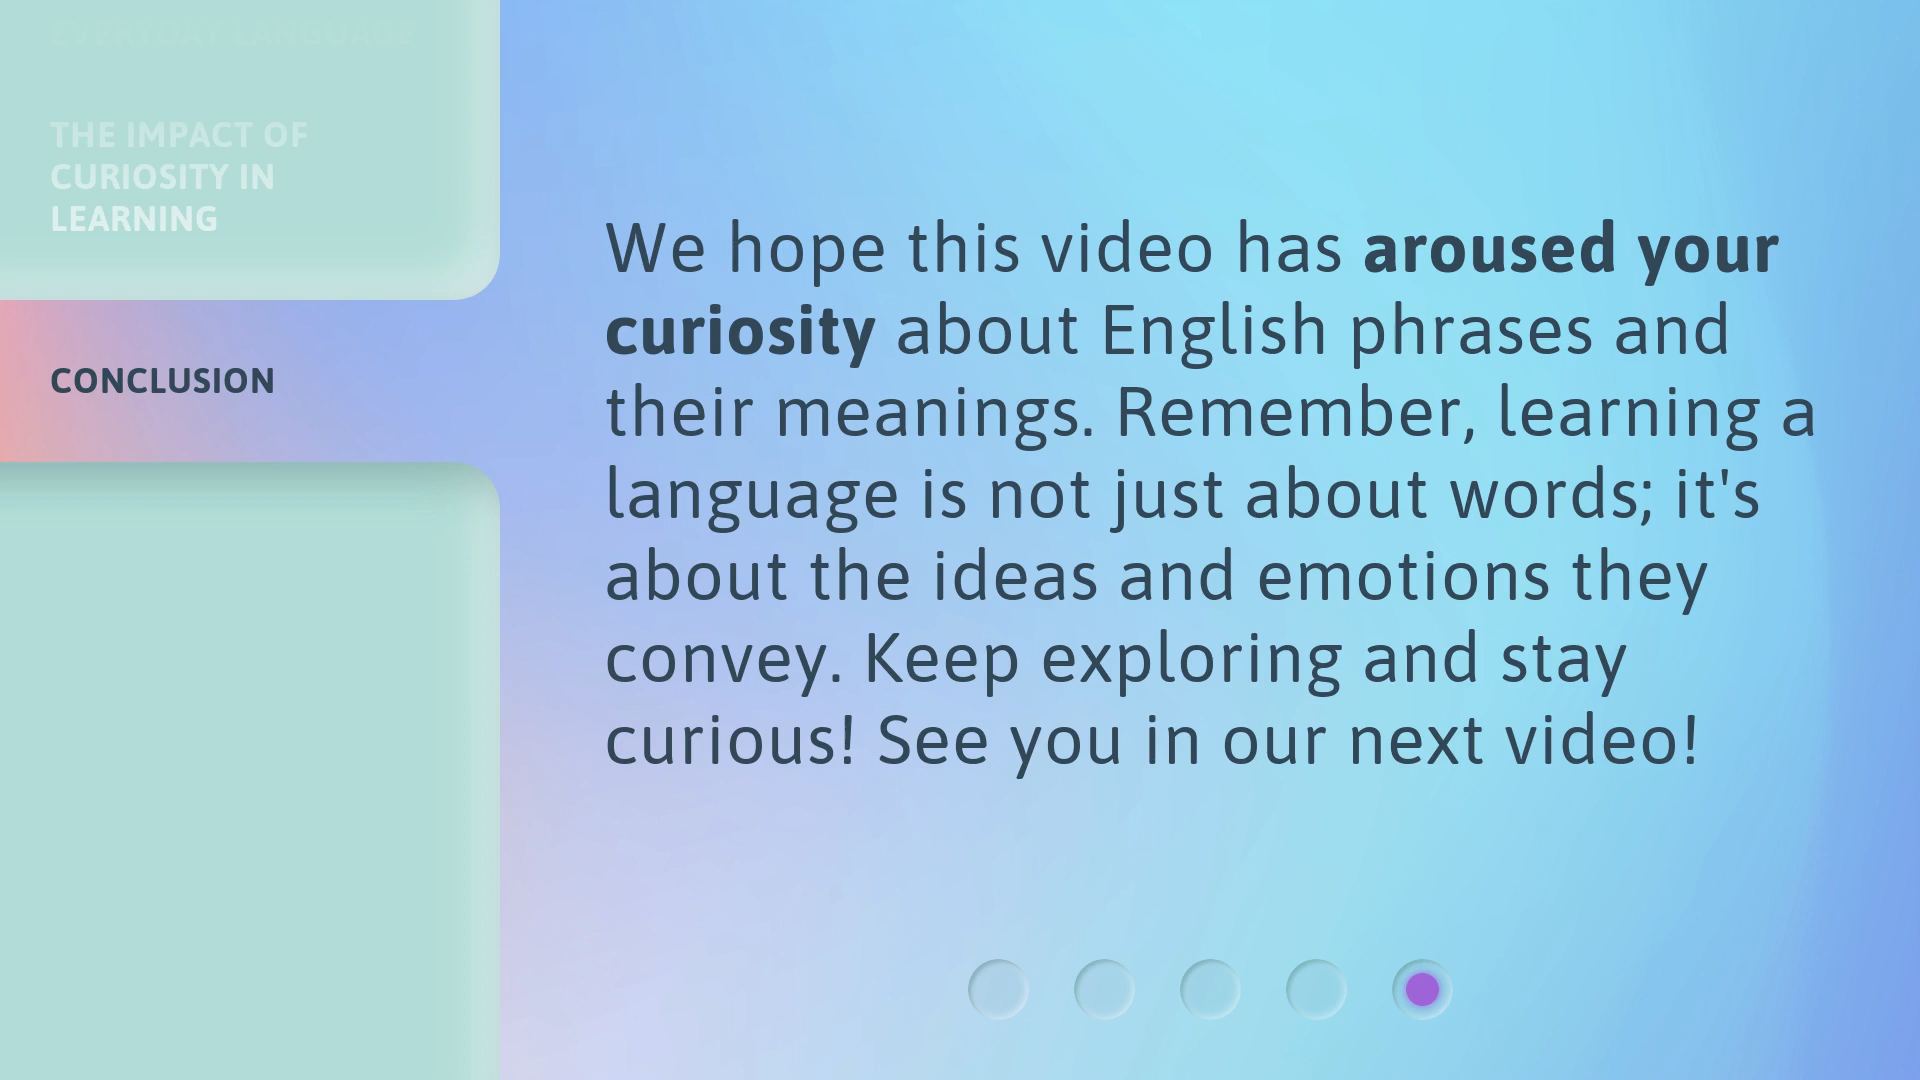 EVERYDAY LANGUAGE
THE IMPACT OF
CURIOSITY IN
LEARNING
CONCLUSION
We hope this video has aroused your
curiosity about English phrases and
their meanings. Remember, learning a
language is not just about words; it's
about the ideas and emotions they
convey. Keep exploring and stay
curious! See you in our next video!